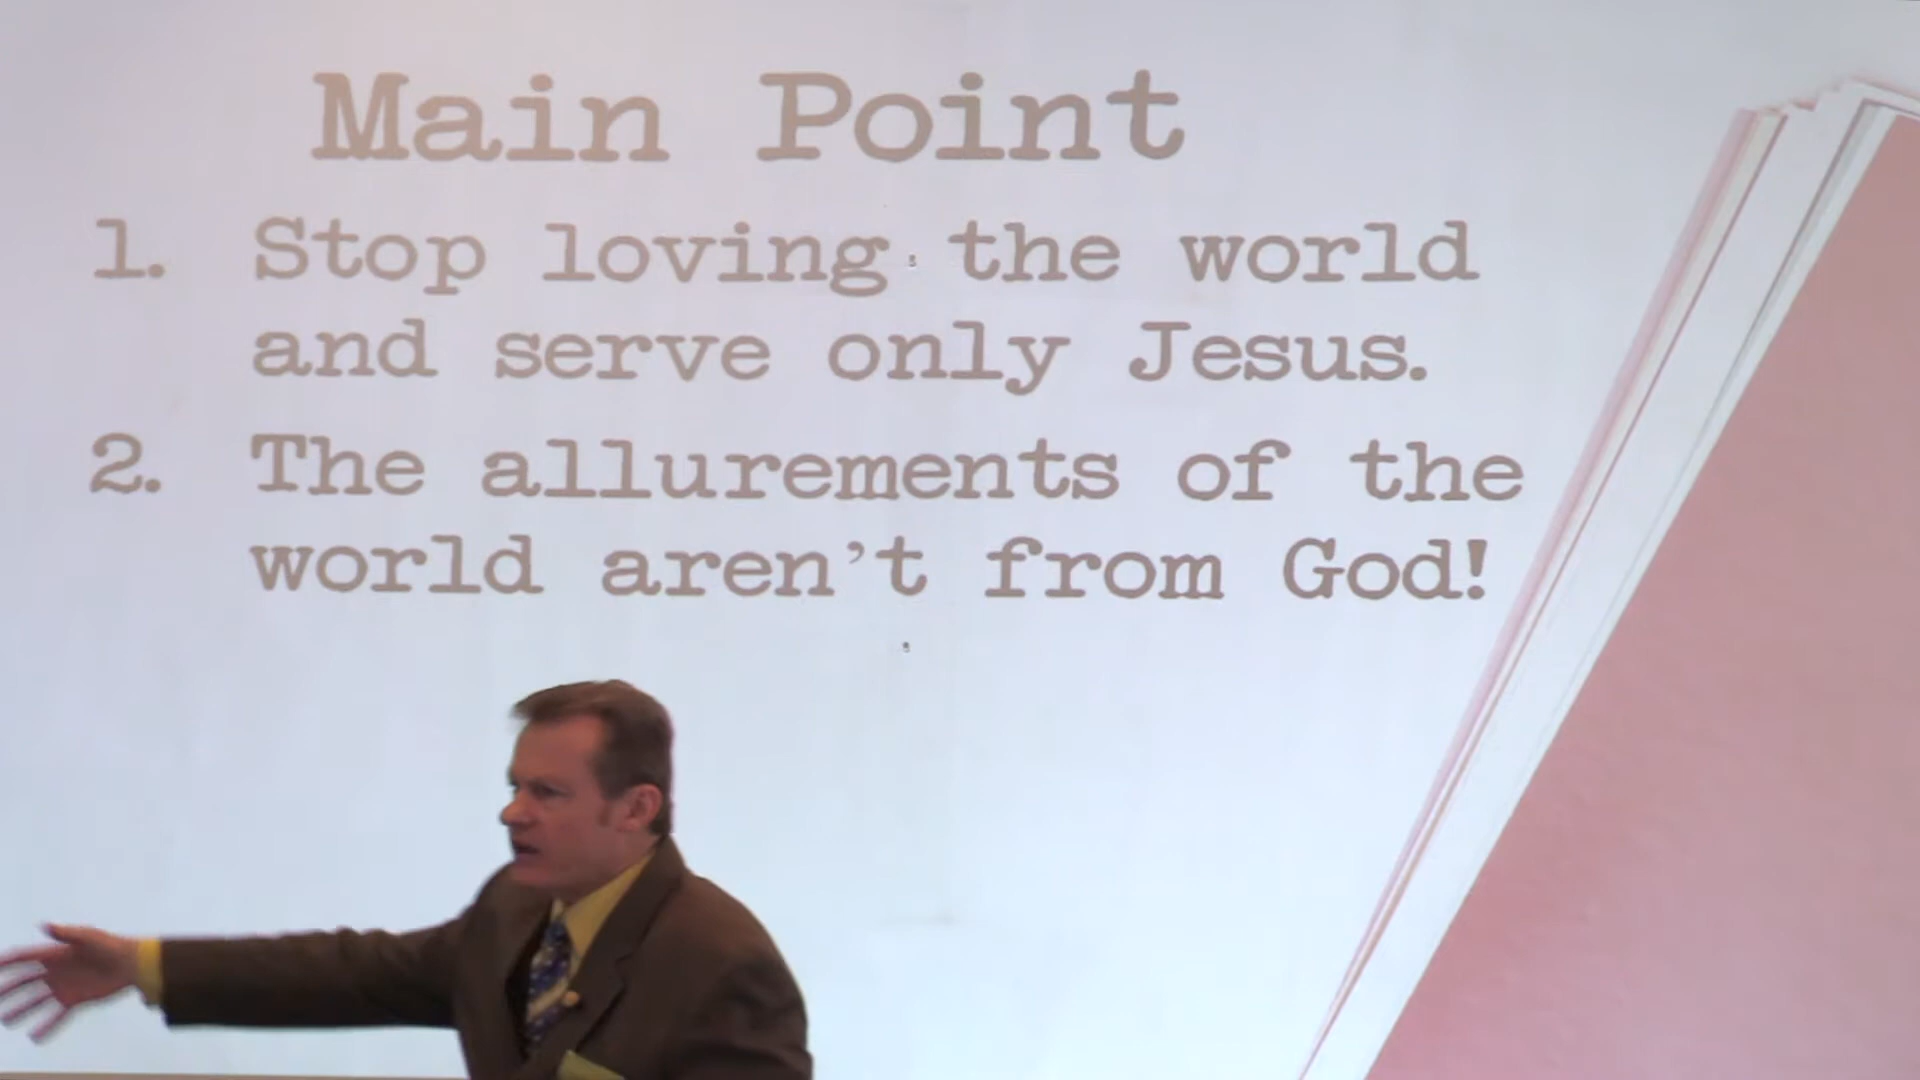 Main Point
1. Stop loving the world
and serve only Jesus.
2. The allurements of the
world aren't from God!